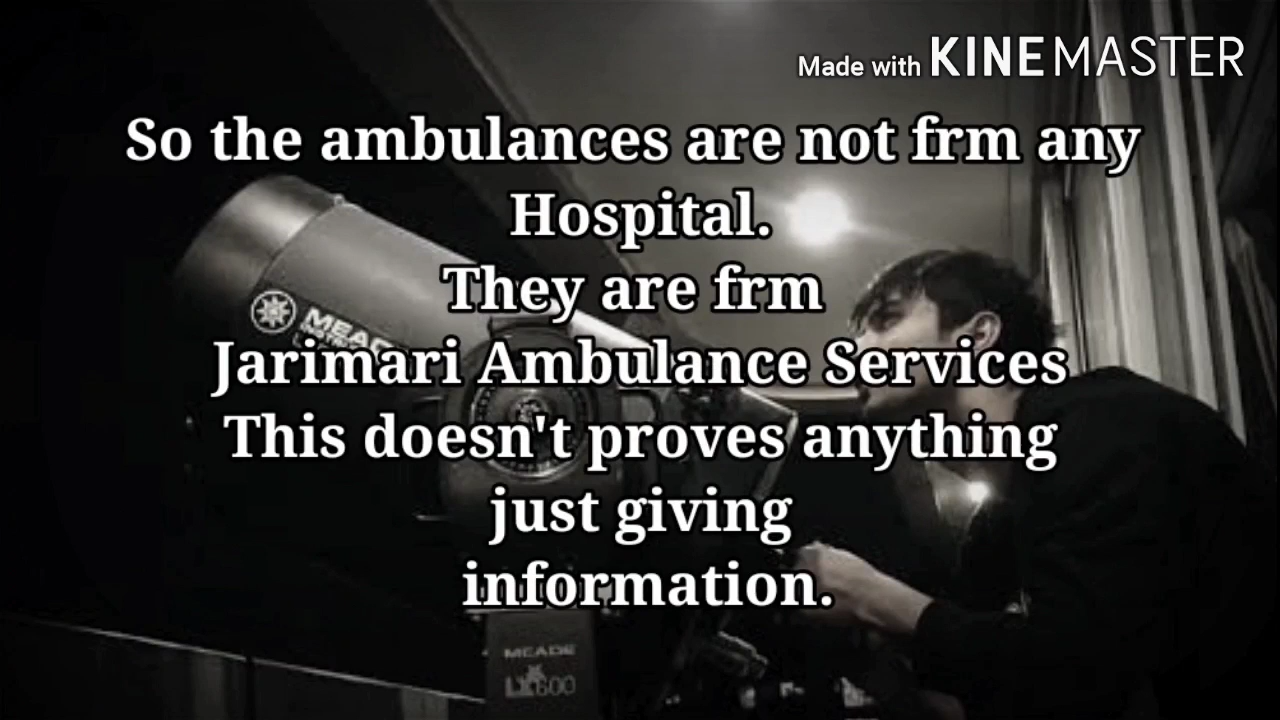 Made with KINEMASTER
So the ambulances are not frm any
Hospital.
They are frm
Jarimari Ambulance Services
This doesn't proves anything
just giving
information.
MEADE
MEADE
LX600